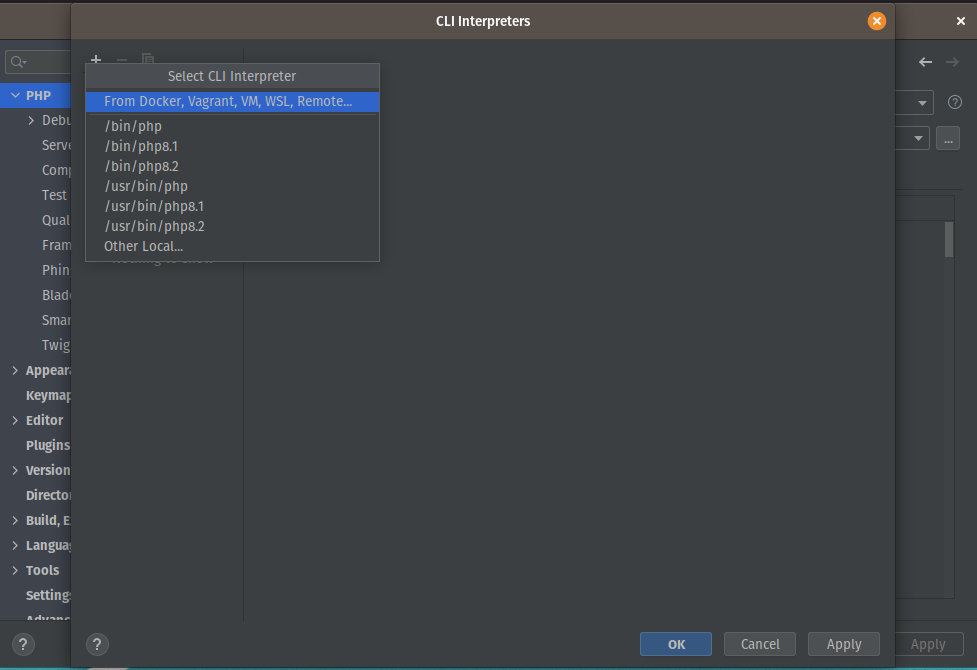 CLI Interpreters
Select CLI Interpreter
From Docker, Vagrant, VM, WSL, Remote...
/bin/php
/bin/php8.1
/bin/php8.2
/usr/bin/php
/usr/bin/php8.1
/usr/bin/php8.2
Other Local...
PHP
Debu
Serve
Comp
Test
Qual
Fram
Phin
Blade
Smar
Twig
Appeara
Keymap
Editor
Plugins
Version
Director
Build, E
Languag
Tools
Settings
Advanc
...
?
?
OK
Cancel
Apply
Apply
?